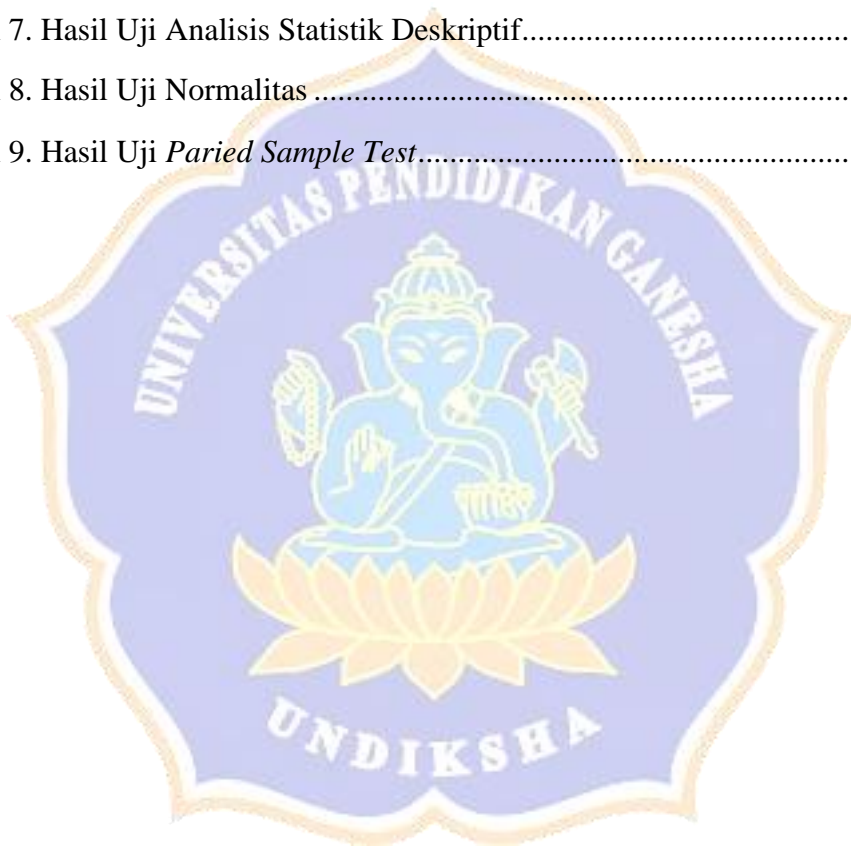 7. Hasil Uji Analisis Statistik Deskriptif.........................................
8. Hasil Uji Normalitas...................................................................
9. Hasil Uji Paried Sample Test......................................................
UNIVERSITAS PENDIDIKAN GANESHA
UNDIKSHA